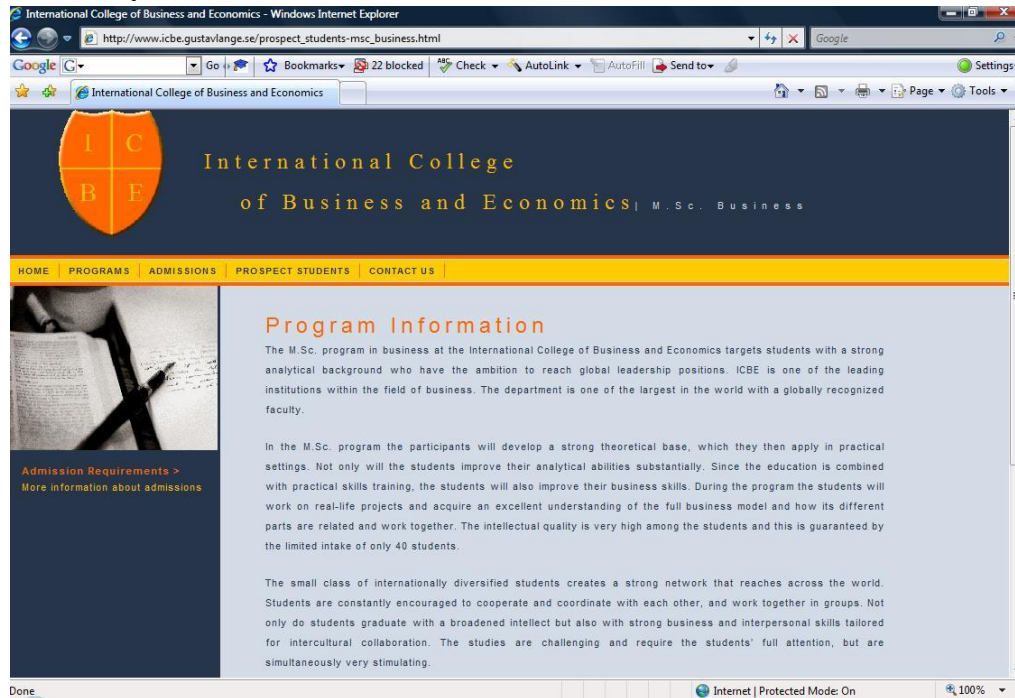 International College of Business and Economics - Windows Internet Explorer
http://www.icbe.gustavlange.se/prospect_students-msc_business.html
Google
Google G Go Bookmarks 22 blocked ABC Check AutoLink AutoFill Send to Settings
International College of Business and Economics
Page Tools
I C
B E
International College
of Business and Economics| M.Sc. Business
HOME | PROGRAMS | ADMISSIONS | PROSPECT STUDENTS | CONTACT US |
Program Information
The M.Sc. program in business at the International College of Business and Economics targets students with a strong
analytical background who have the ambition to reach global leadership positions. ICBE is one of the leading
institutions within the field of business. The department is one of the largest in the world with a globally recognized
faculty.
In the M.Sc. program the participants will develop a strong theoretical base, which they then apply in practical
settings. Not only will the students improve their analytical abilities substantially. Since the education is combined
with practical skills training, the students will also improve their business skills. During the program the students will
work on real-life projects and acquire an excellent understanding of the full business model and how its different
parts are related and work together. The intellectual quality is very high among the students and this is guaranteed by
the limited intake of only 40 students.
The small class of internationally diversified students creates a strong network that reaches across the world.
Students are constantly encouraged to cooperate and coordinate with each other, and work together in groups. Not
only do students graduate with a broadened intellect but also with strong business and interpersonal skills tailored
for intercultural collaboration. The studies are challenging and require the students' full attention, but are
simultaneously very stimulating.
Admission Requirements >
More information about admissions
Done
Internet | Protected Mode: On
100%